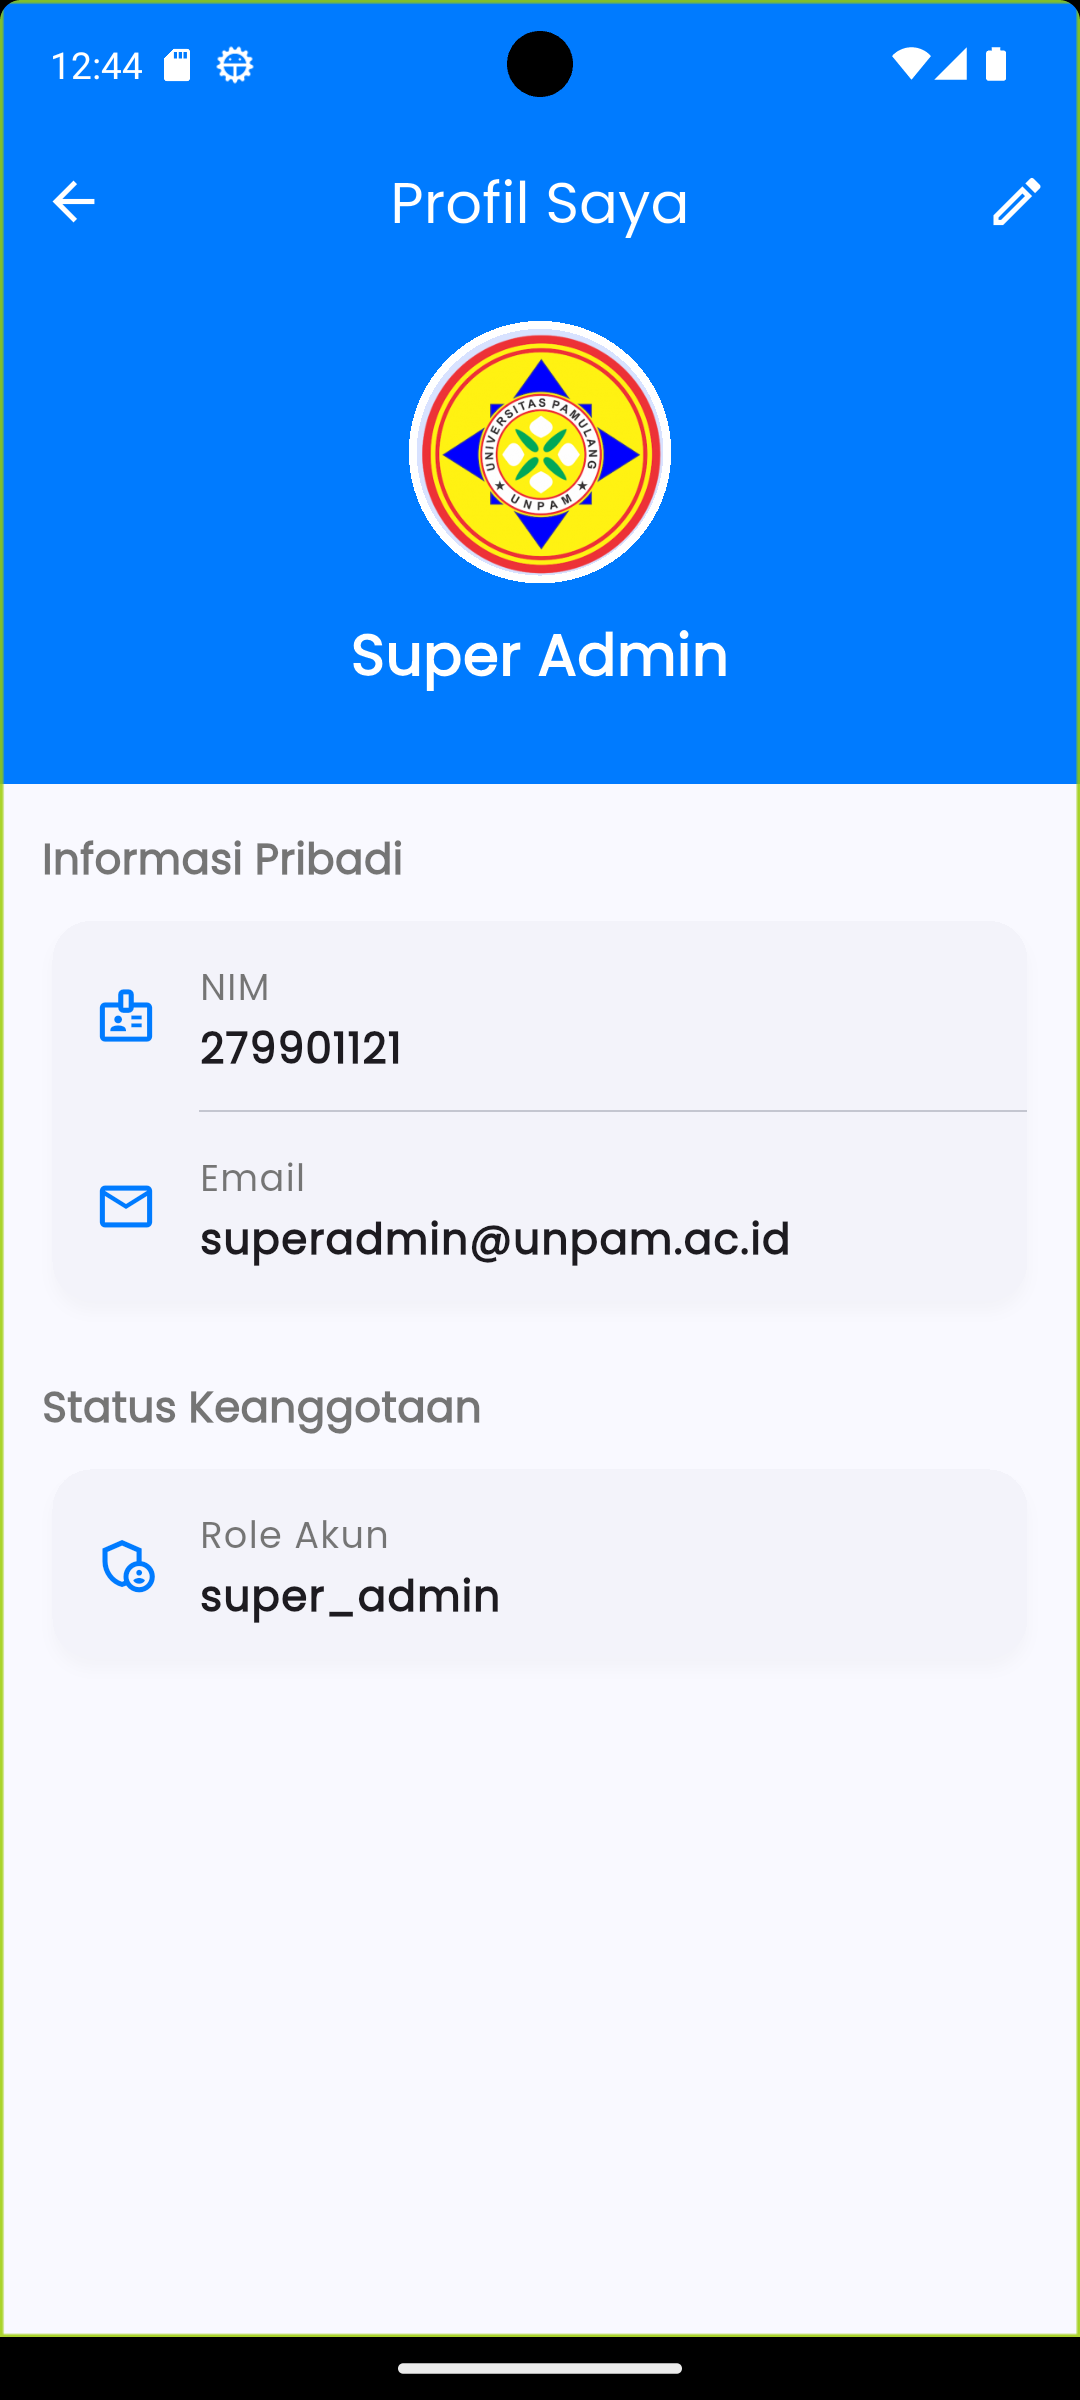 12:44
Profil Saya
UNIVERSITAS PAMULANG
★ UNPAM ★
Super Admin
Informasi Pribadi
NIM
279901121
Email
superadmin@unpam.ac.id
Status Keanggotaan
Role Akun
super_admin